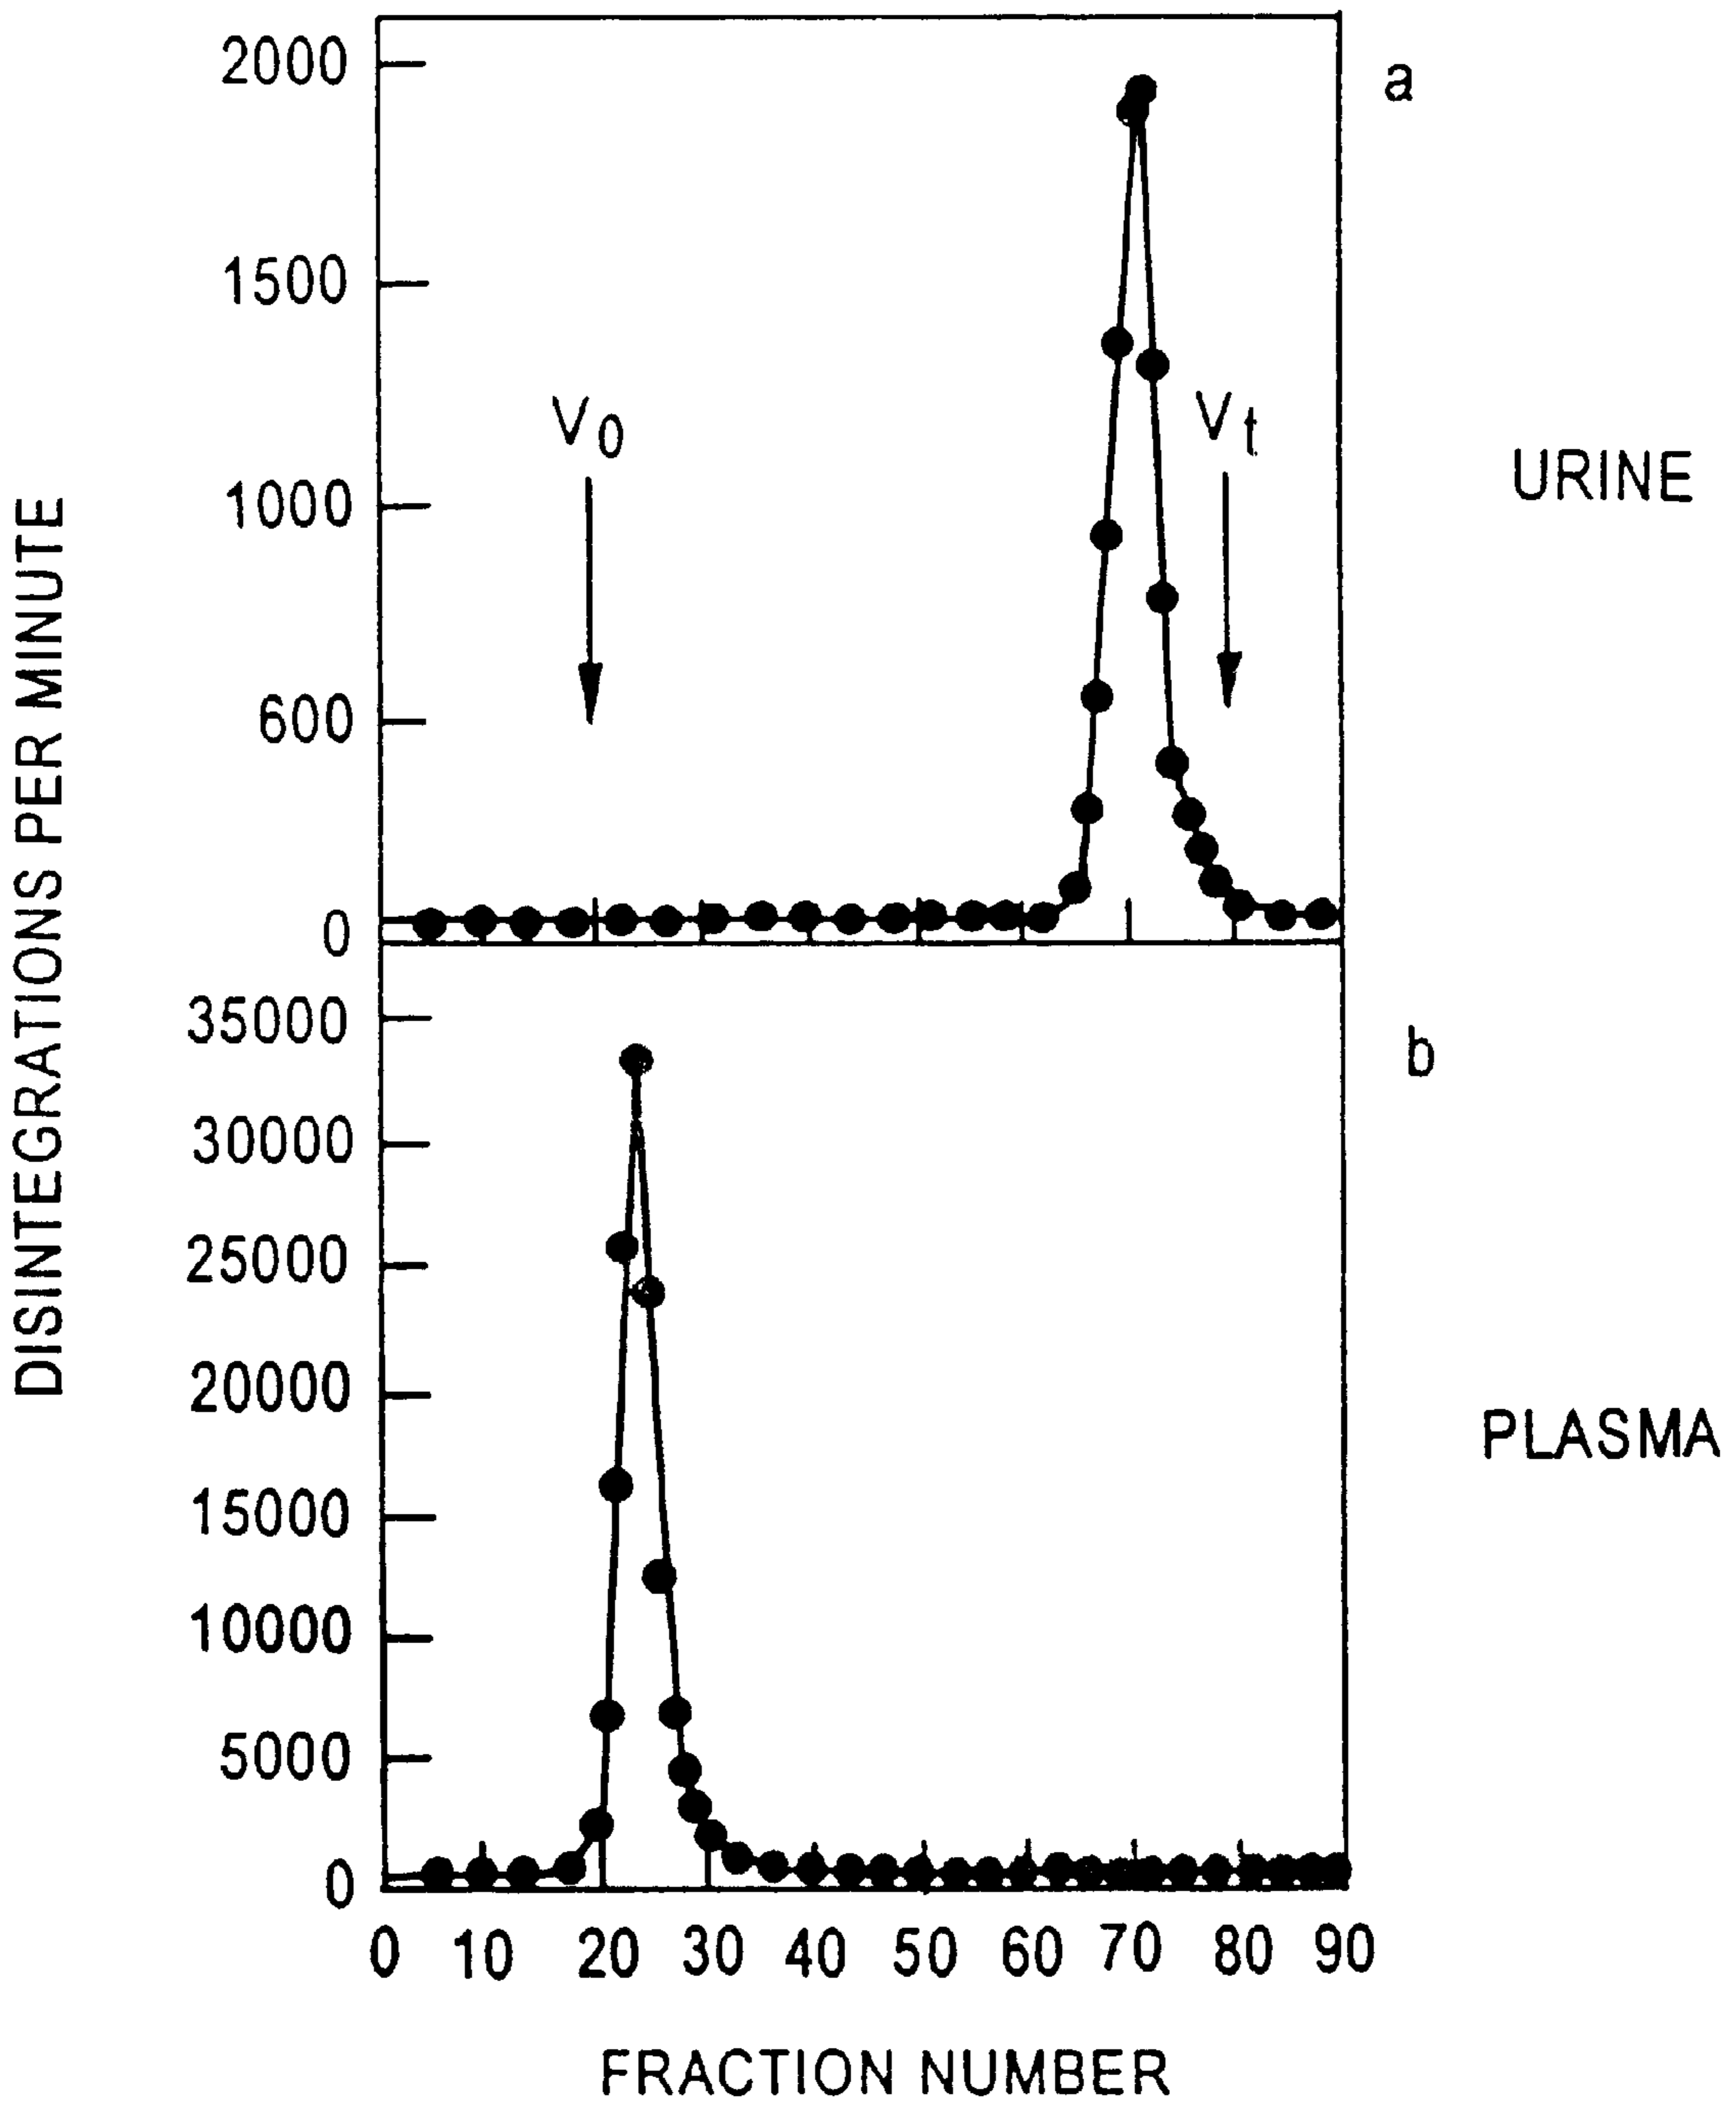 DISINTEGRATIONS PER MINUTE
2000
1500
1000
600
0
V0
Vt
a
URINE
35000
30000
25000
20000
15000
10000
5000
0
b
PLASMA
0 10 20 30 40 50 60 70 80 90
FRACTION NUMBER